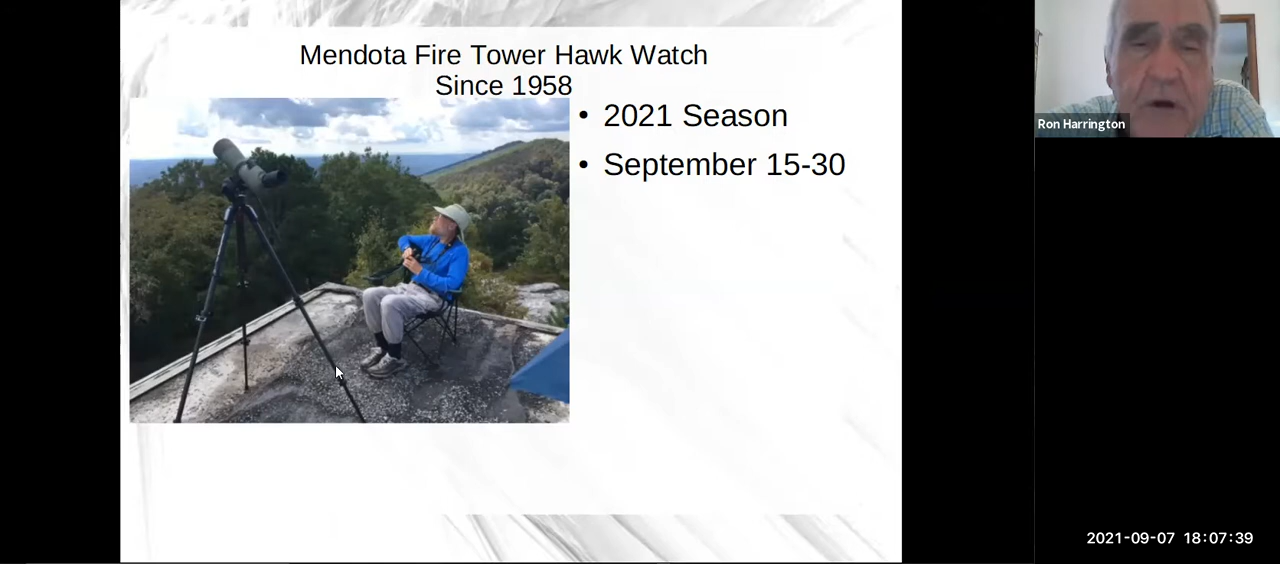 Mendota Fire Tower Hawk Watch
Since 1958
• 2021 Season
• September 15-30
Ron Harrington
2021-09-07 18:07:39